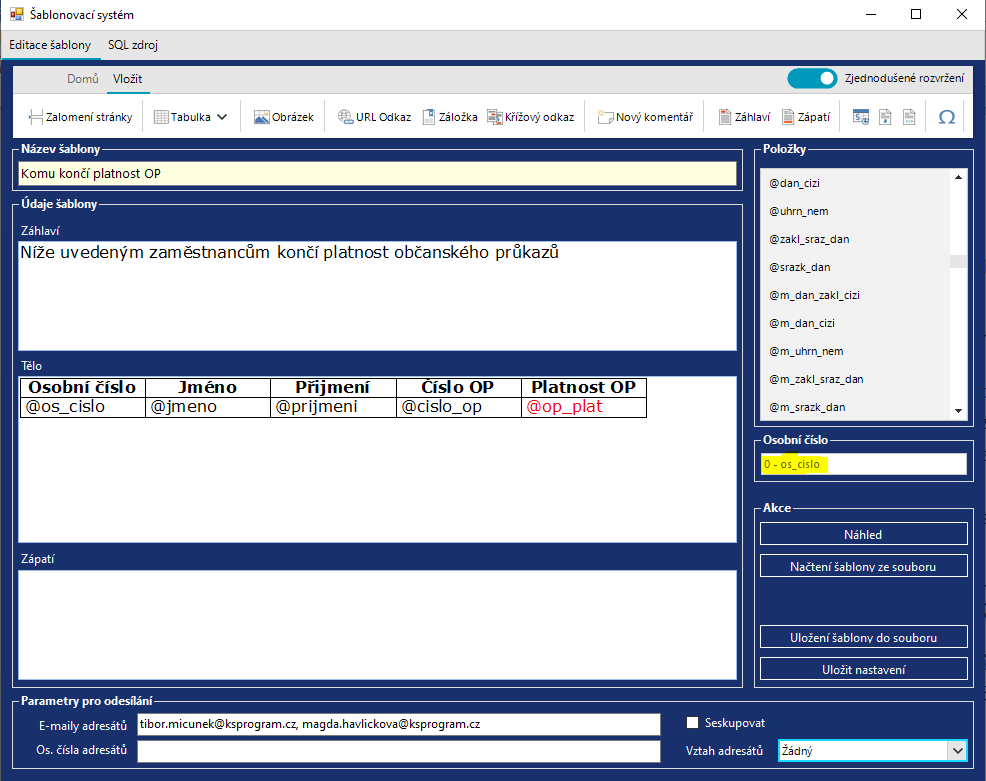 Šablonovací systém
Editace šablony SQL zdroj
Domů Vložit Zjednodušené rozvržení
Zalomení stránky Tabulka Obrázek URL Odkaz Záložka Křížový odkaz Nový komentář Záhlaví Zápatí Ω
Název šablony
Komu končí platnost OP
Údaje šablony
Záhlaví
Níže uvedeným zaměstnancům končí platnost občanského průkazů
Tělo
Osobní číslo Jméno Přijmení Číslo OP Platnost OP
@os_cislo @jmeno @prijmeni @cislo_op @op_plat
Zápatí
Položky
@dan_cizi
@uhrn_nem
@zakl_sraz_dan
@srazk_dan
@m_dan_zakl_cizi
@m_dan_cizi
@m_uhrn_nem
@m_zakl_sraz_dan
@m_srazk_dan
Osobní číslo
0 - os_cislo
Akce
Náhled
Načtení šablony ze souboru
Uložení šablony do souboru
Uložit nastavení
Parametry pro odesílání
E-maily adresátů tibor.micunek@ksprogram.cz, magda.havlickova@ksprogram.cz Seskupovat
Os. čísla adresátů Vztah adresátů Žádný